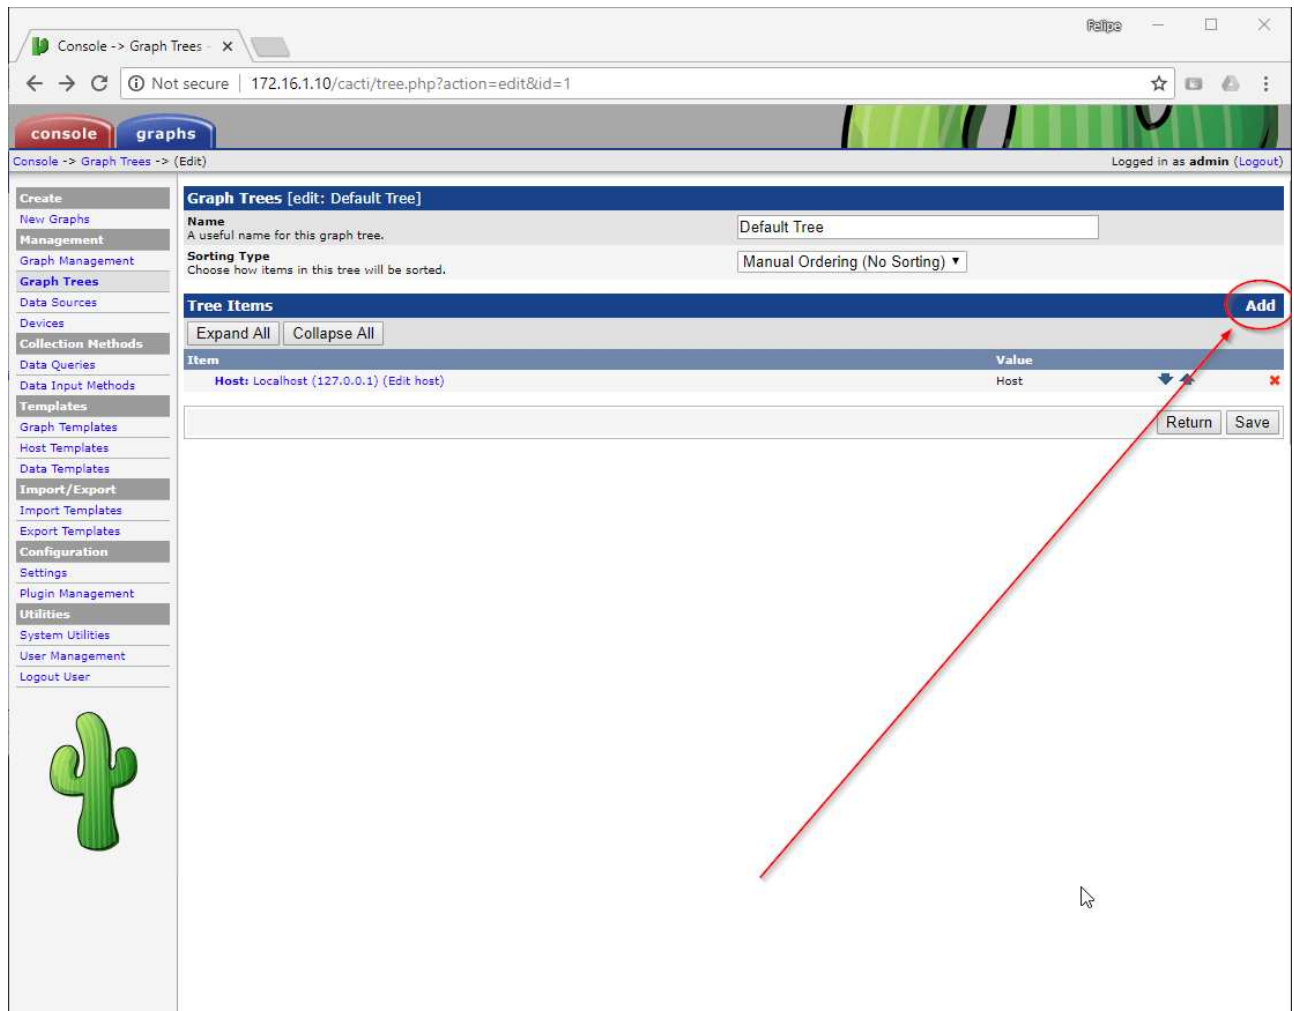 Felipe
Console -> Graph Trees -
Not secure | 172.16.1.10/cacti/tree.php?action=edit&id=1
console graphs
Console -> Graph Trees -> (Edit)
Logged in as admin (Logout)
Create
New Graphs
Management
Graph Management
Graph Trees
Data Sources
Devices
Collection Methods
Data Queries
Data Input Methods
Templates
Graph Templates
Host Templates
Data Templates
Import/Export
Import Templates
Export Templates
Configuration
Settings
Plugin Management
Utilities
System Utilities
User Management
Logout User
Graph Trees [edit: Default Tree]
Name
A useful name for this graph tree.
Default Tree
Sorting Type
Choose how items in this tree will be sorted.
Manual Ordering (No Sorting)
Tree Items Add
Expand All Collapse All
Item Value
Host: Localhost (127.0.0.1) (Edit host) Host
Return Save